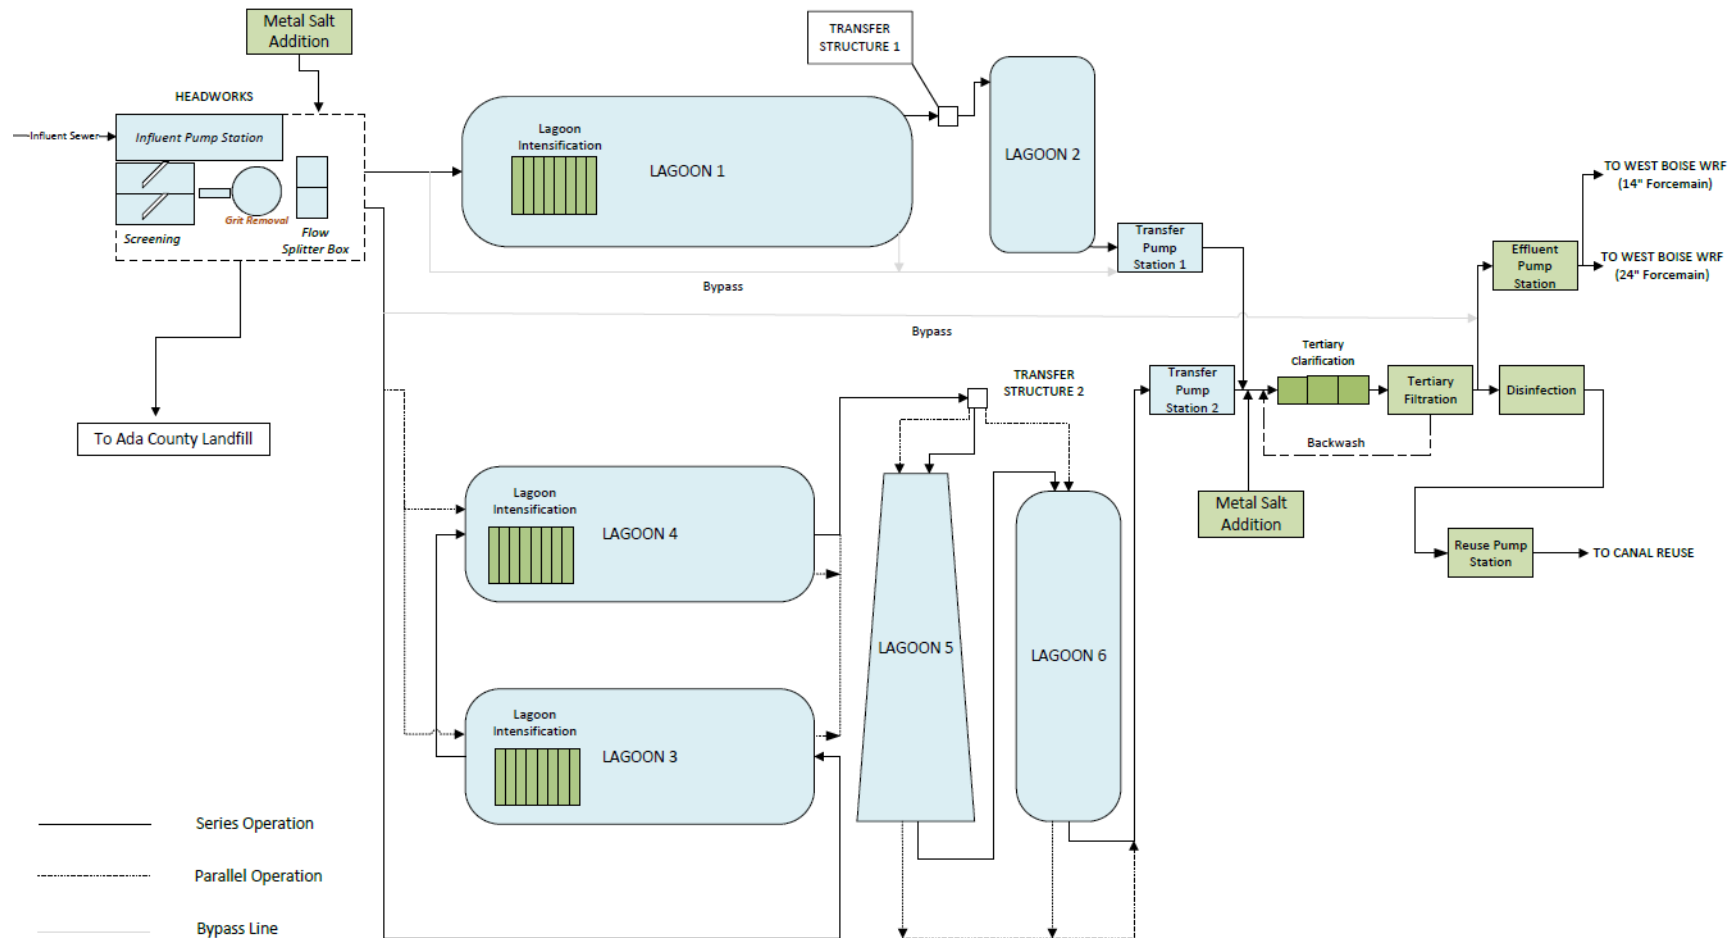 Metal Salt
Addition
HEADWORKS
Influent Sewer
Influent Pump Station
Screening
Grit Removal
Flow
Splitter Box
To Ada County Landfill
TRANSFER
STRUCTURE 1
Lagoon
Intensification
LAGOON 1
LAGOON 2
Transfer
Pump
Station 1
Bypass
Bypass
TO WEST BOISE WRF
(14" Forcemain)
Effluent
Pump
Station
TO WEST BOISE WRF
(24" Forcemain)
TRANSFER
STRUCTURE 2
Transfer
Pump
Station 2
Tertiary
Clarification
Tertiary
Filtration
Disinfection
Backwash
Metal Salt
Addition
Reuse Pump
Station
TO CANAL REUSE
Lagoon
Intensification
LAGOON 4
LAGOON 5
LAGOON 6
Lagoon
Intensification
LAGOON 3
Series Operation
Parallel Operation
Bypass Line